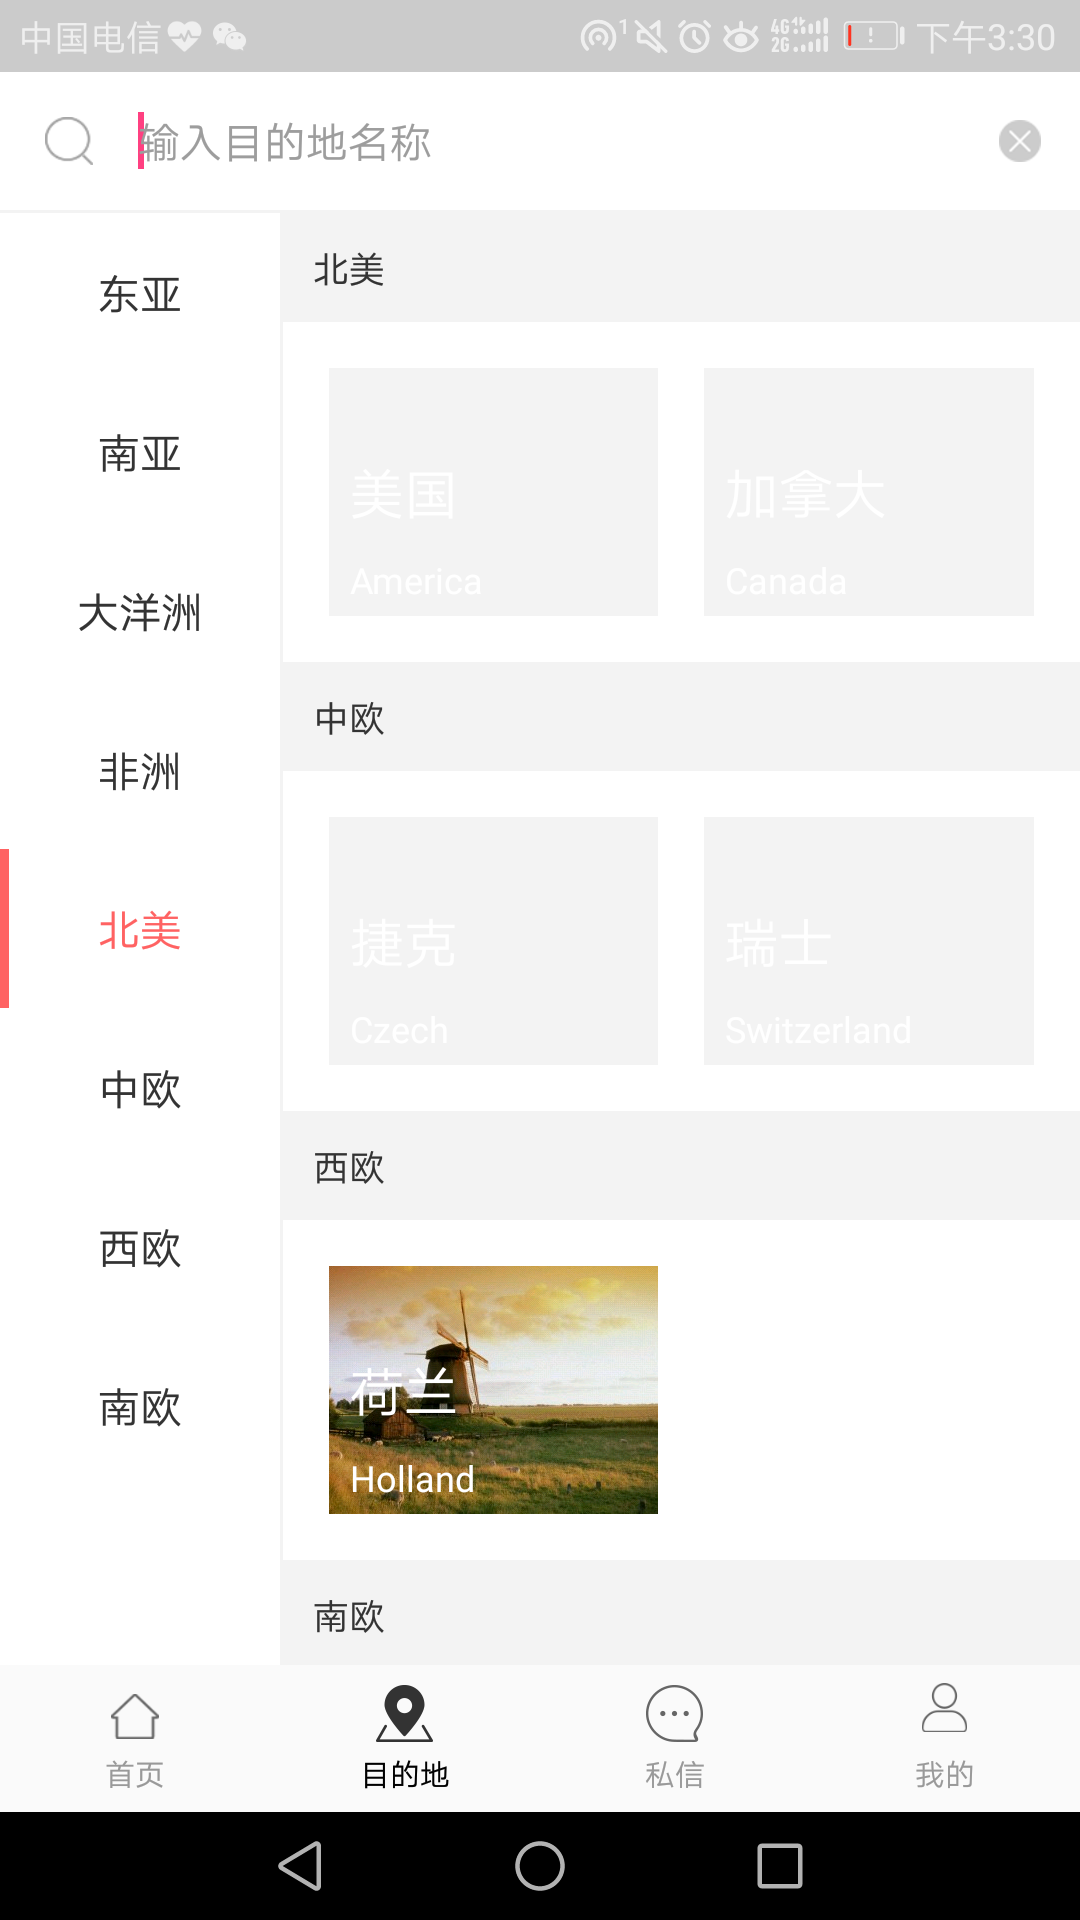 中国电信 1 4G 2G 下午3:30
输入目的地名称
东亚
南亚
大洋洲
非洲
北美
中欧
西欧
南欧
北美
美国
America
加拿大
Canada
中欧
捷克
Czech
瑞士
Switzerland
西欧
荷兰
Holland
南欧
首页
目的地
私信
我的